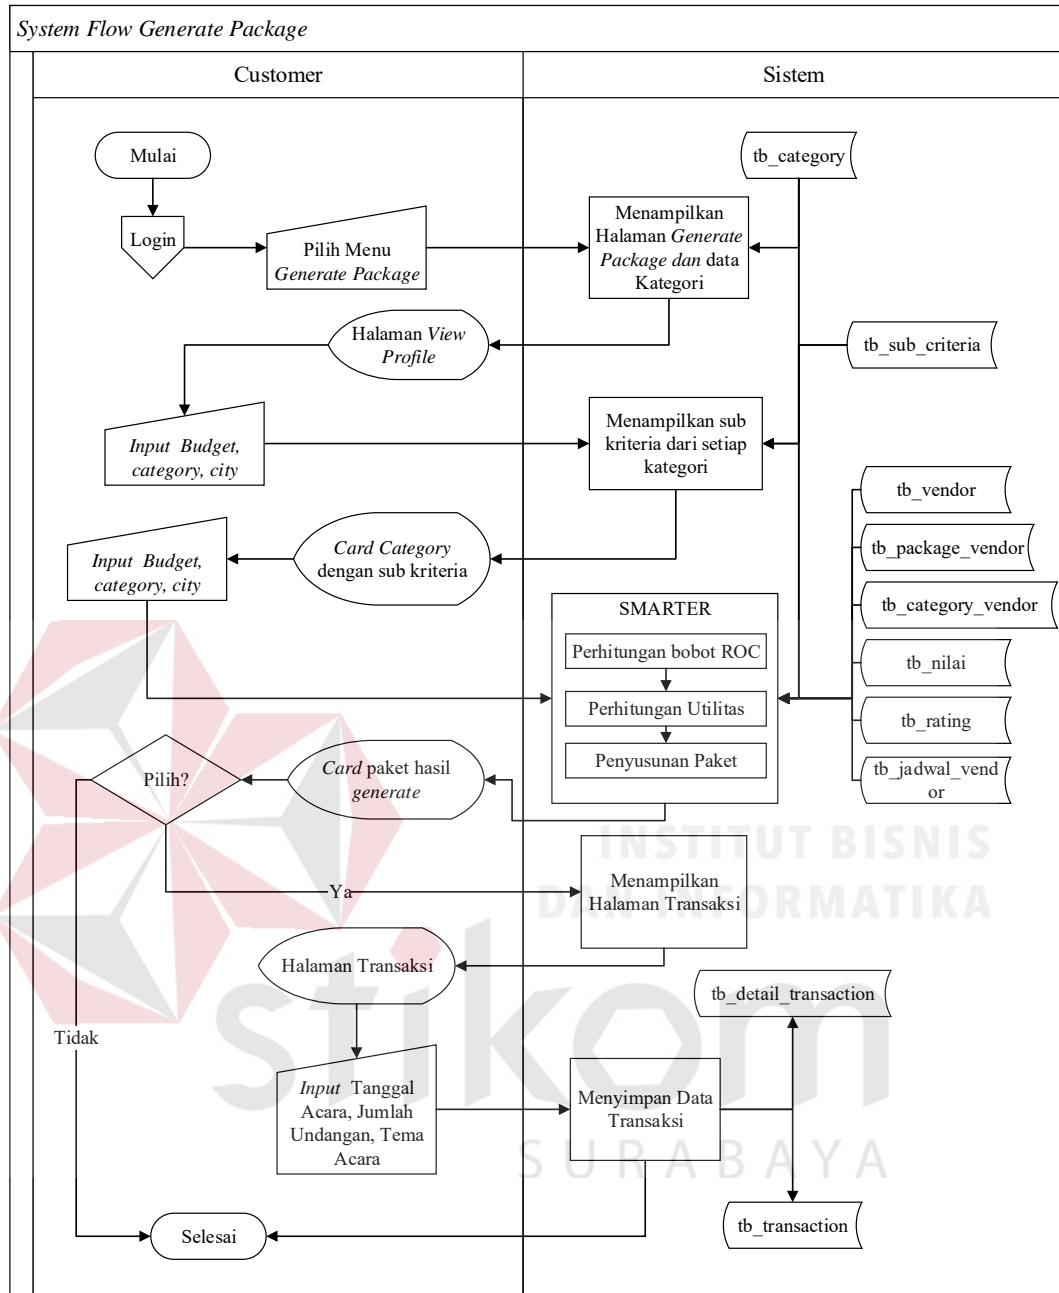 System Flow Generate Package
Customer
Sistem
Mulai
tb_category
Login
Pilih Menu
Generate Package
Menampilkan
Halaman Generate
Package dan data
Kategori
Halaman View
Profile
tb_sub_criteria
Input Budget,
category, city
Menampilkan sub
kriteria dari setiap
kategori
tb_vendor
Input Budget,
category, city
Card Category
dengan sub kriteria
tb_package_vendor
tb_category_vendor
SMARTER
Perhitungan bobot ROC
Perhitungan Utilitas
Penyusunan Paket
tb_nilai
tb_rating
tb_jadwal_vend
or
Pilih?
Card paket hasil
generate
INSTITUT BISNIS
DAN INFORMATIKA
Ya
Menampilkan
Halaman Transaksi
Halaman Transaksi
stikom
SURABAYA
tb_detail_transaction
Tidak
Input Tanggal
Acara, Jumlah
Undangan, Tema
Acara
Menyimpan Data
Transaksi
tb_transaction
Selesai